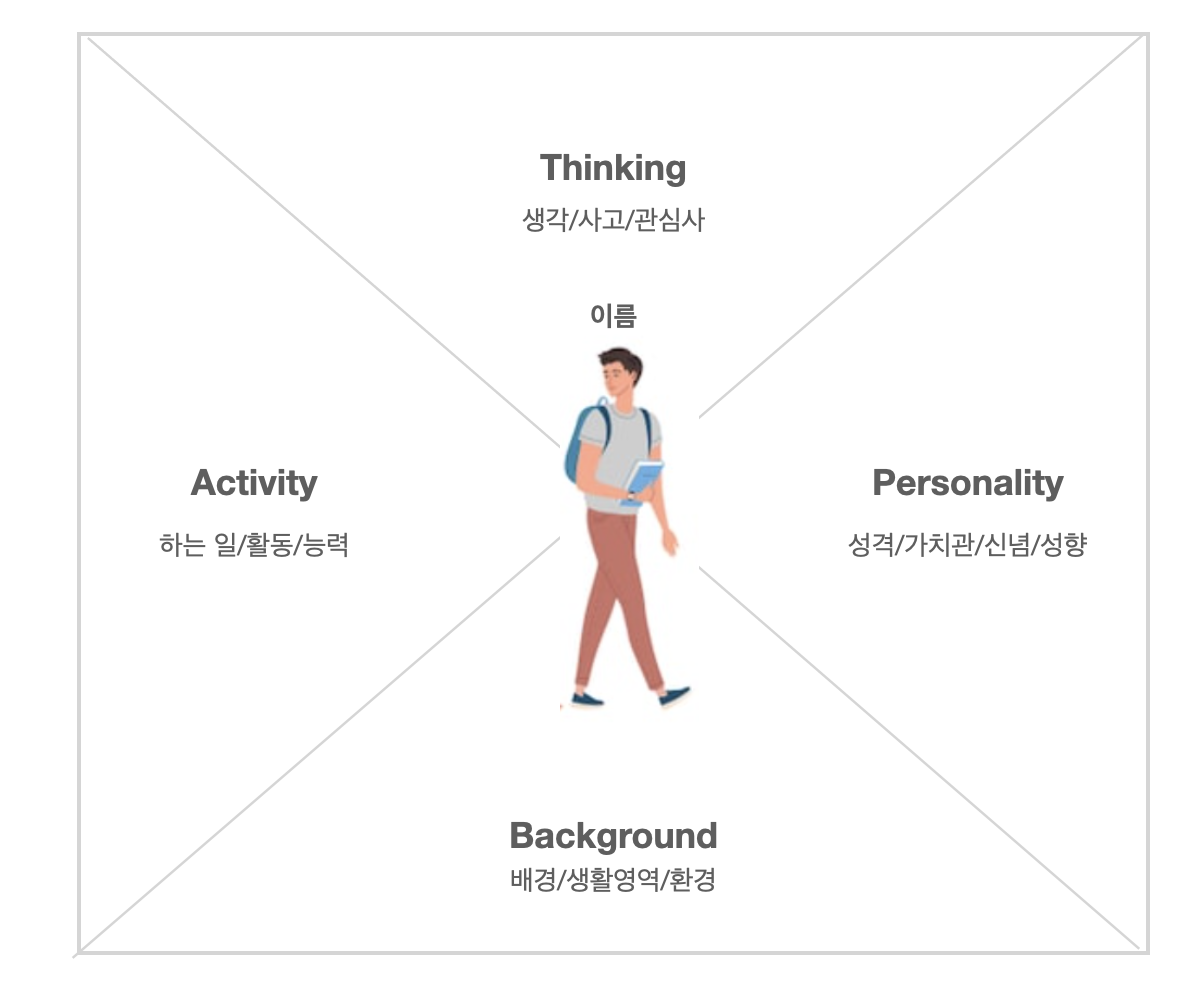 Thinking
생각/사고/관심사
이름
Activity
하는 일/활동/능력
Personality
성격/가치관/신념/성향
Background
배경/생활영역/환경